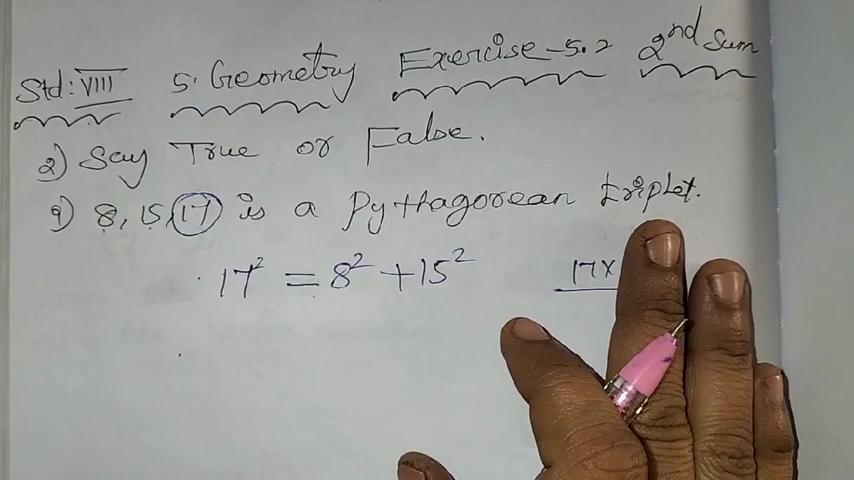 Std: VIII 5. Geometry Exercise-5.2 2nd Sum
2) Say True or False.
i) 8, 15, 17 is a Pythagorean triplet.
17² = 8² + 15² 17x